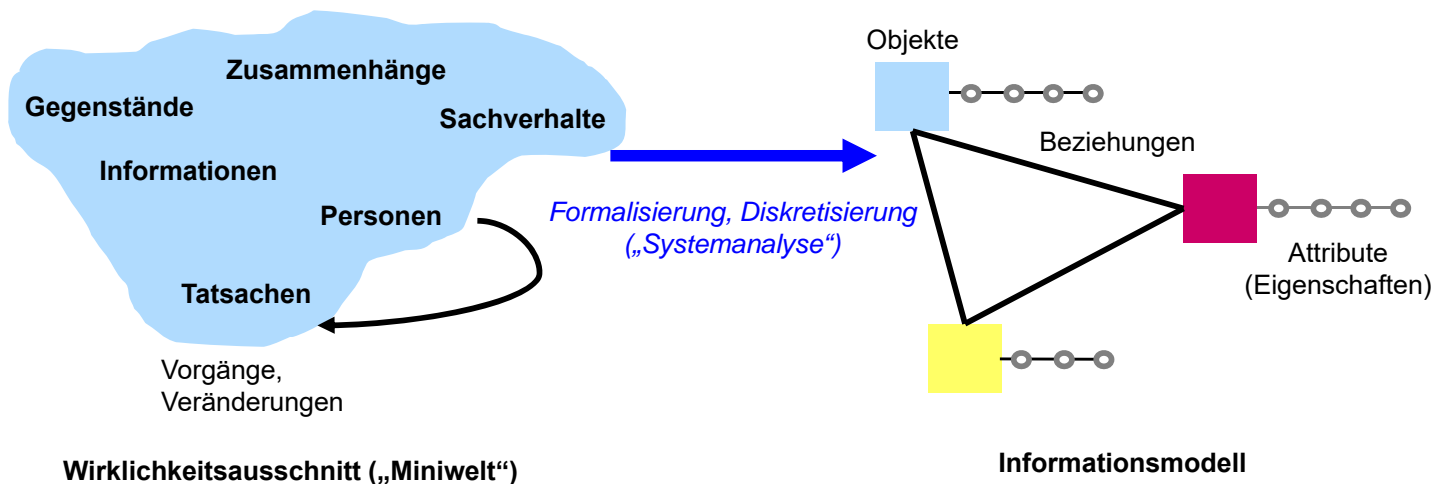 Zusammenhänge
Gegenstände
Sachverhalte
Informationen
Personen
Tatsachen
Vorgänge,
Veränderungen
Wirklichkeitsausschnitt („Miniwelt“)
Formalisierung, Diskretisierung
(„Systemanalyse“)
Objekte
Beziehungen
Attribute
(Eigenschaften)
Informationsmodell